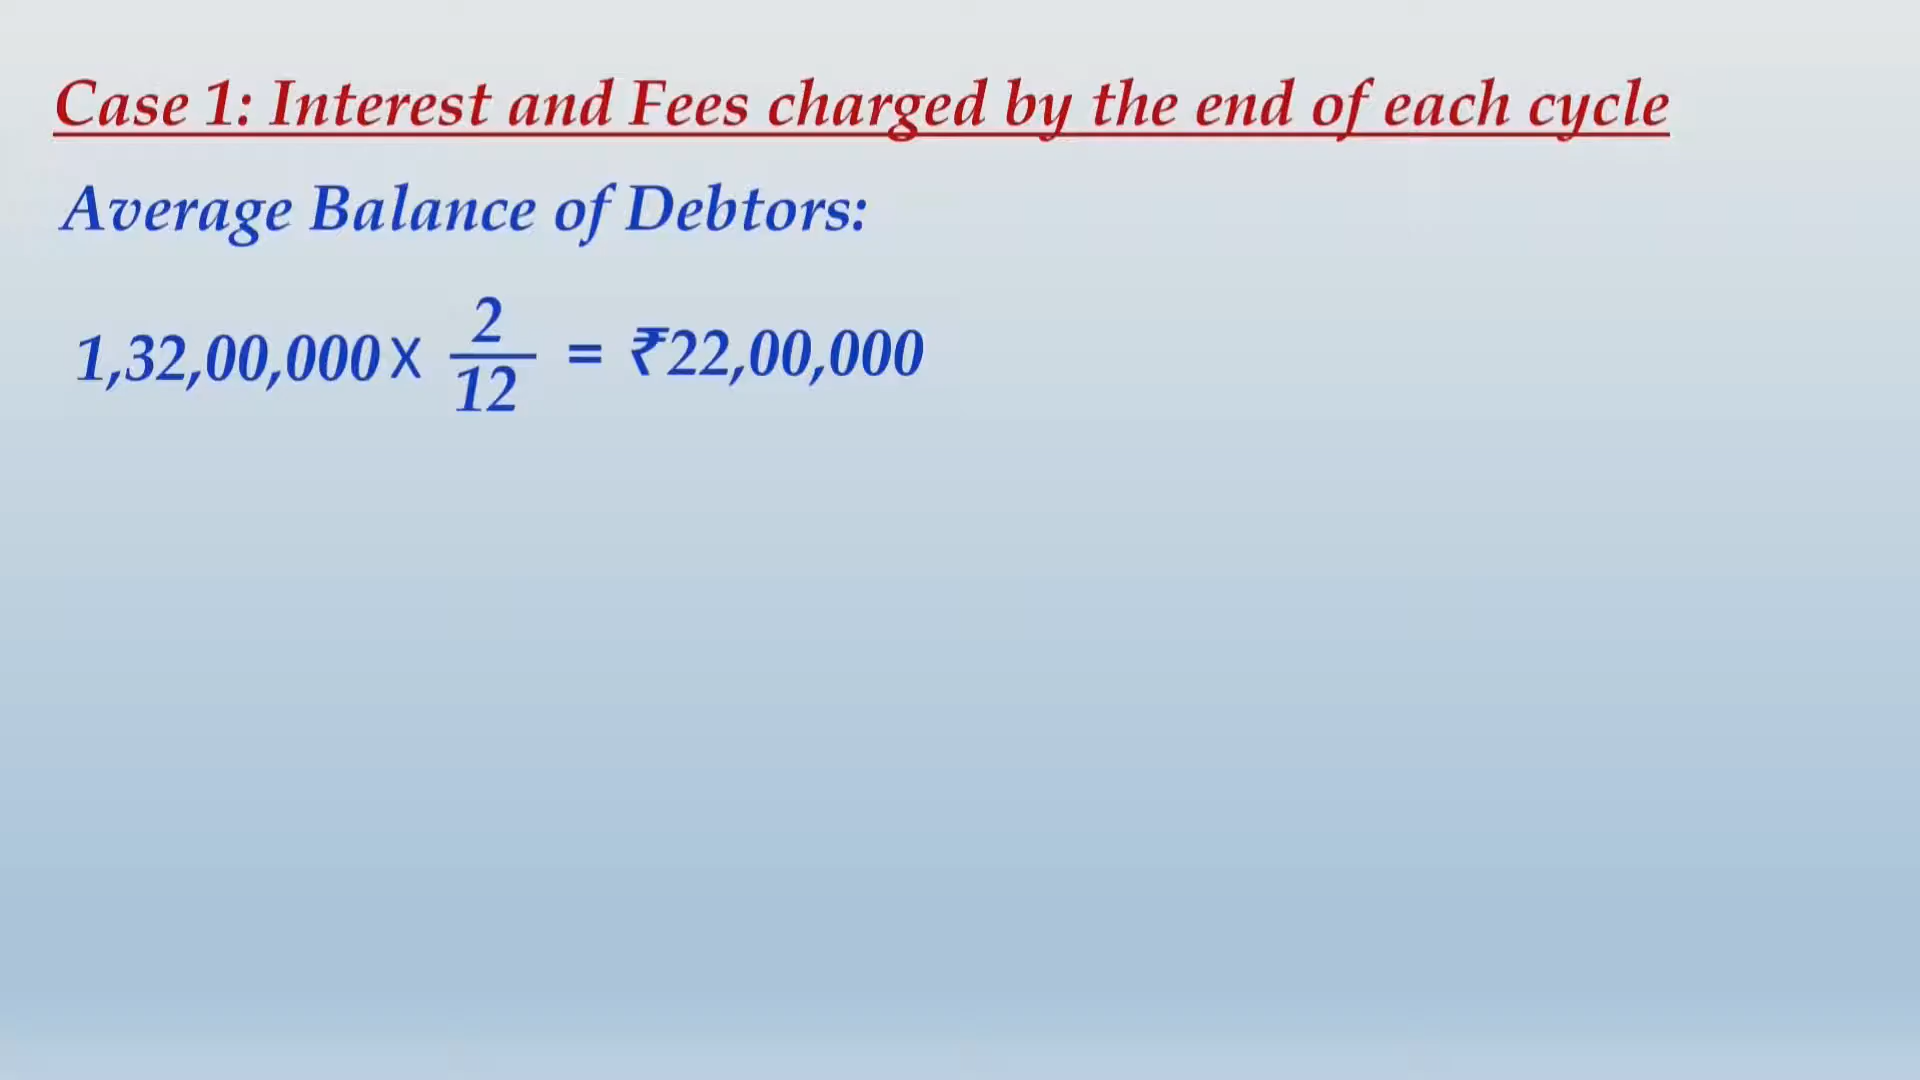 Case 1: Interest and Fees charged by the end of each cycle
Average Balance of Debtors:
1,32,00,000 X 2/12 = ₹22,00,000